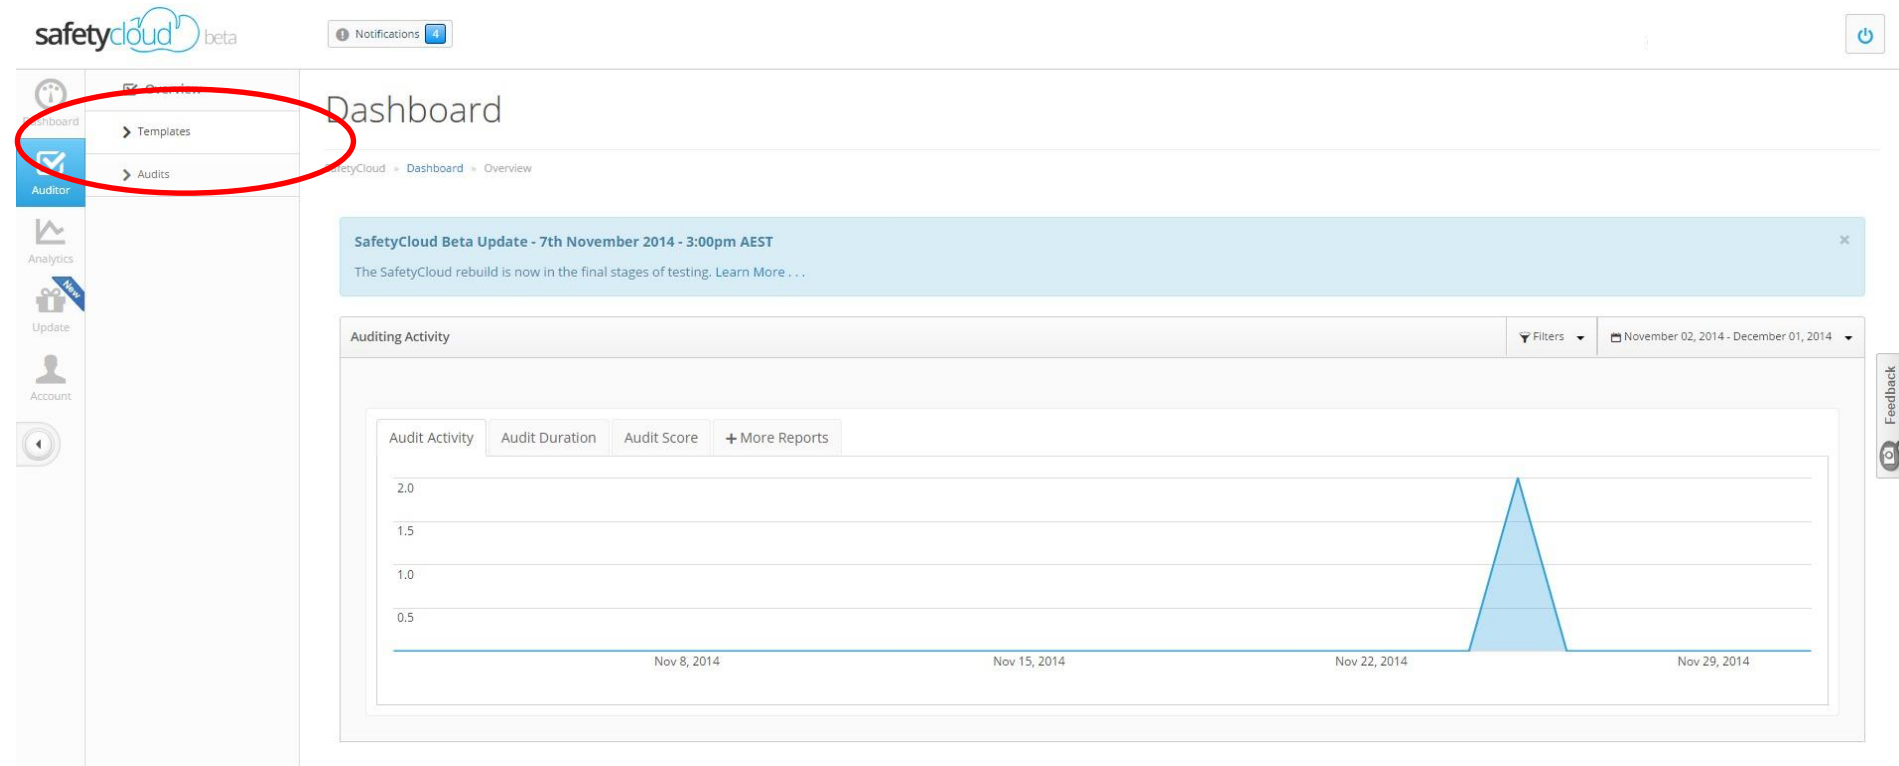 safetycloud beta
Notifications 4
Overview
Dashboard
Templates
Audits
Auditor
Analytics
New
Update
Account
Dashboard
SafetyCloud » Dashboard » Overview
SafetyCloud Beta Update - 7th November 2014 - 3:00pm AEST
The SafetyCloud rebuild is now in the final stages of testing. Learn More . . .
Auditing Activity
Filters
November 02, 2014 - December 01, 2014
Feedback
Audit Activity
Audit Duration
Audit Score
+ More Reports
2.0
1.5
1.0
0.5
Nov 8, 2014
Nov 15, 2014
Nov 22, 2014
Nov 29, 2014